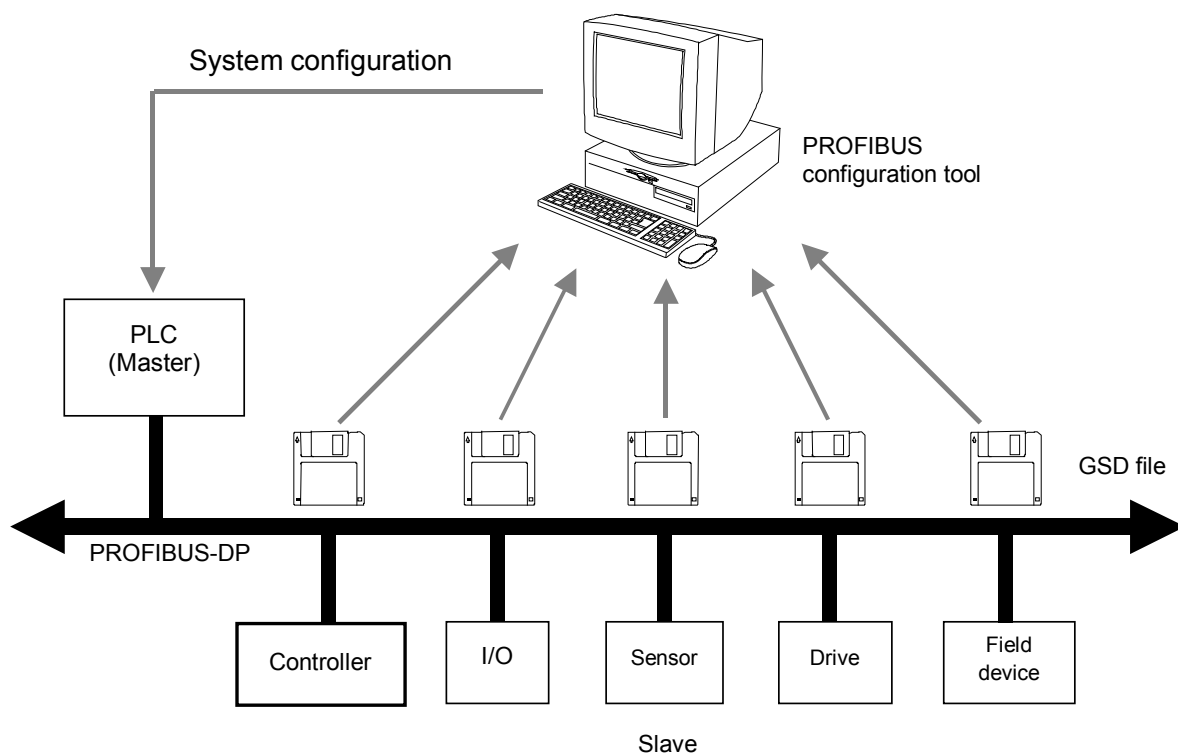 System configuration
PROFIBUS
configuration tool
PLC
(Master)
GSD file
PROFIBUS-DP
Controller
I/O
Sensor
Drive
Field
device
Slave